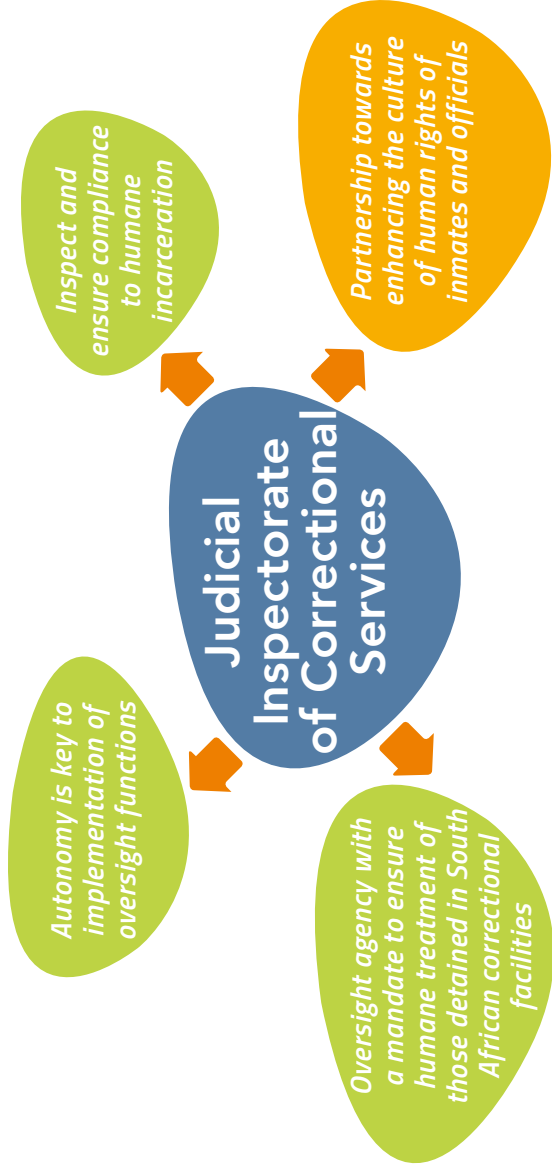 Autonomy is key to
implementation of
oversight functions
Inspect and
ensure compliance
to humane
incarceration
Judicial
Inspectorate
of Correctional
Services
Oversight agency with
a mandate to ensure
humane treatment of
those detained in South
African correctional
facilities
Partnership towards
enhancing the culture
of human rights of
inmates and officials